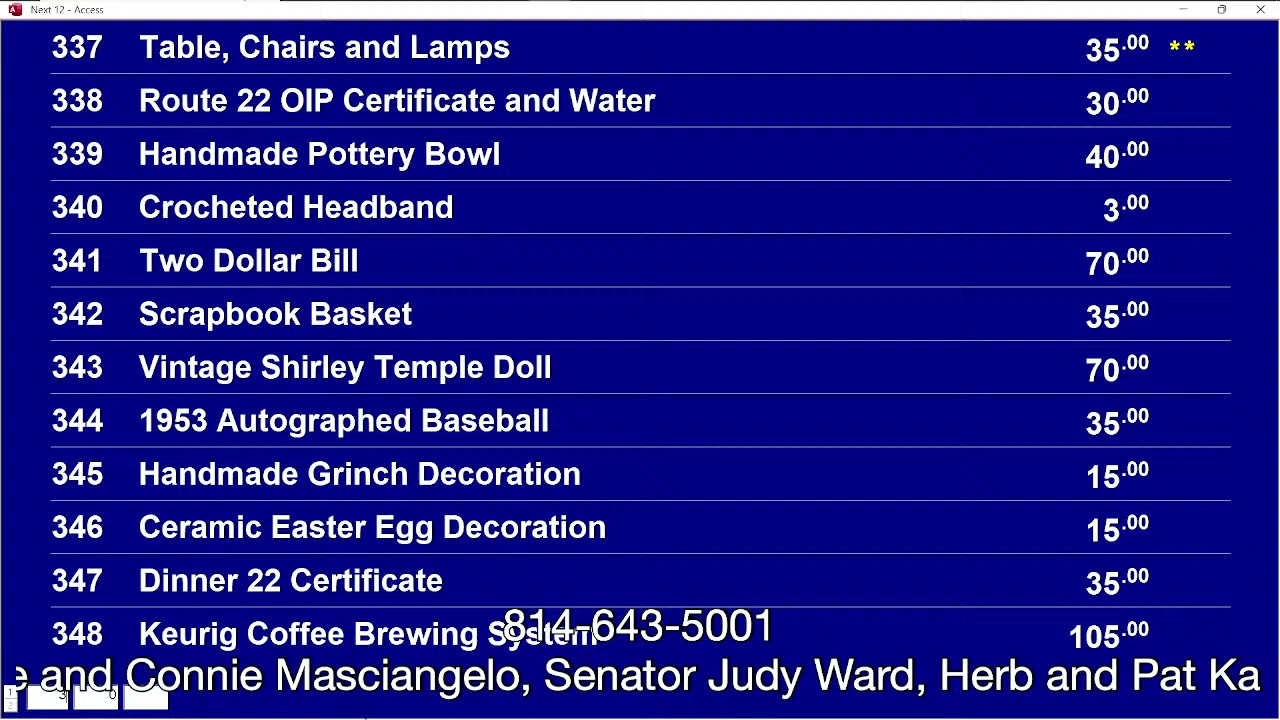 Next 12 - Access
337 Table, Chairs and Lamps 35.00 **
338 Route 22 OIP Certificate and Water 30.00
339 Handmade Pottery Bowl 40.00
340 Crocheted Headband 3.00
341 Two Dollar Bill 70.00
342 Scrapbook Basket 35.00
343 Vintage Shirley Temple Doll 70.00
344 1953 Autographed Baseball 35.00
345 Handmade Grinch Decoration 15.00
346 Ceramic Easter Egg Decoration 15.00
347 Dinner 22 Certificate 35.00
348 Keurig Coffee Brewing System 105.00
814-643-5001
e and Connie Masciangelo, Senator Judy Ward, Herb and Pat Ka